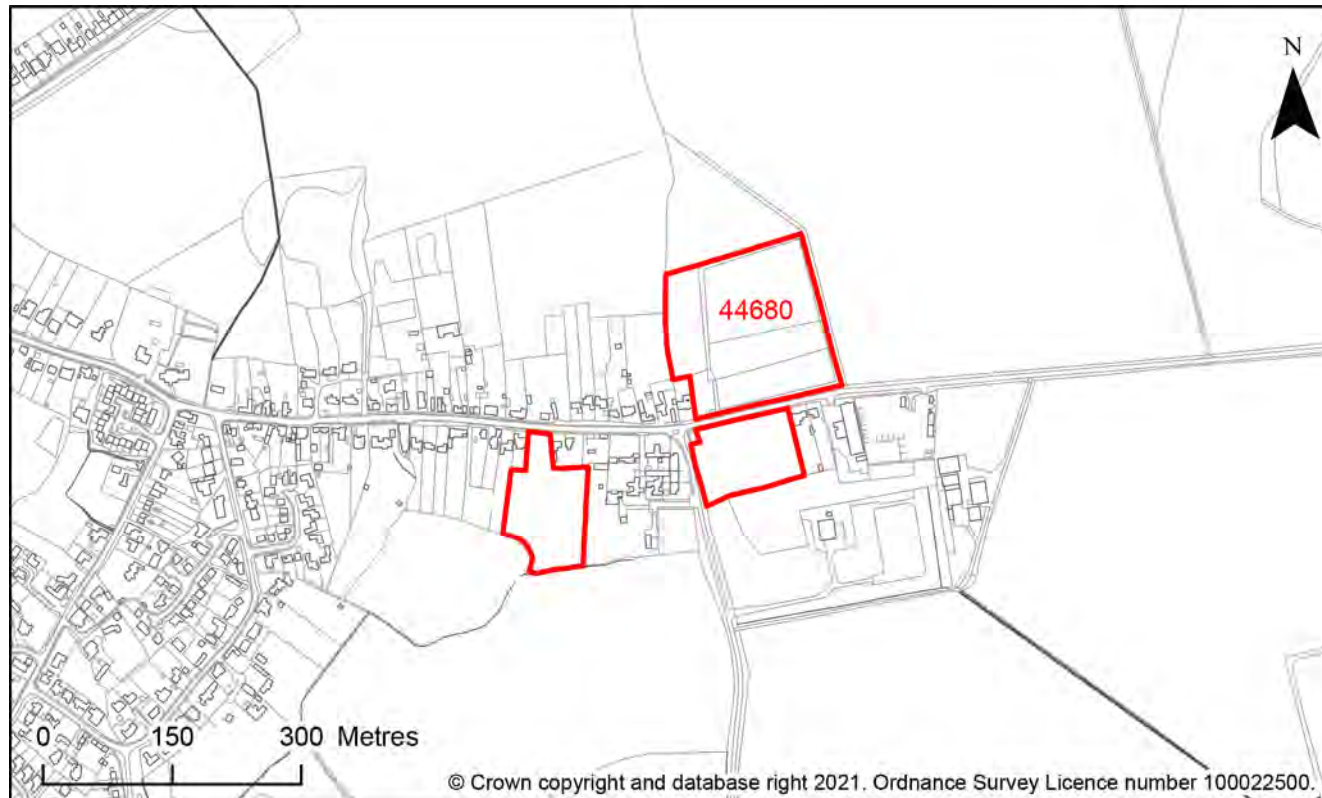 N
44680
0 150 300 Metres
© Crown copyright and database right 2021. Ordnance Survey Licence number 100022500.